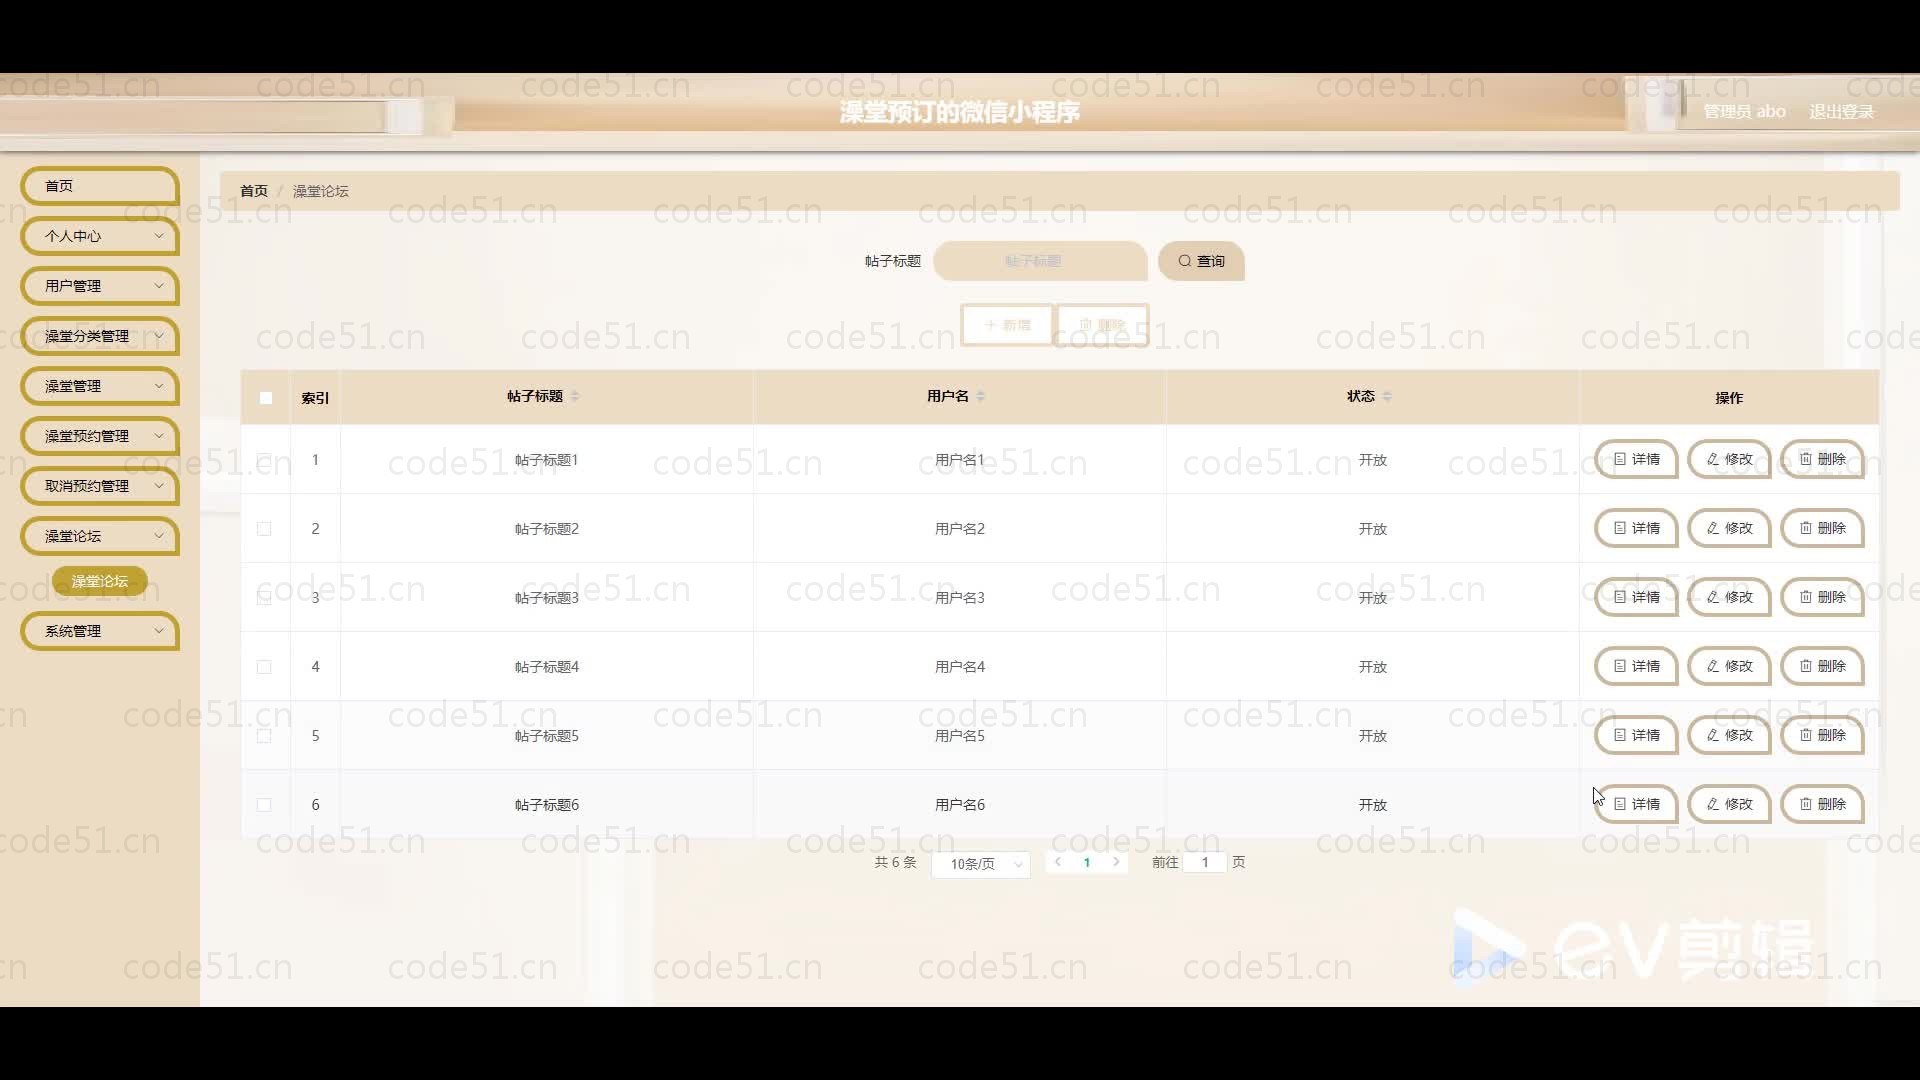 澡堂预订的微信小程序
管理员 abo 退出登录
首页
个人中心
用户管理
澡堂分类管理
澡堂管理
澡堂预约管理
取消预约管理
澡堂论坛
澡堂论坛
系统管理
首页 / 澡堂论坛
帖子标题 帖子标题 查询
新增 删除
索引 帖子标题 用户名 状态 操作
1 帖子标题1 用户名1 开放 详情 修改 删除
2 帖子标题2 用户名2 开放 详情 修改 删除
3 帖子标题3 用户名3 开放 详情 修改 删除
4 帖子标题4 用户名4 开放 详情 修改 删除
5 帖子标题5 用户名5 开放 详情 修改 删除
6 帖子标题6 用户名6 开放 详情 修改 删除
共 6 条 10条/页 1 前往 1 页
ev剪辑
code51.cn